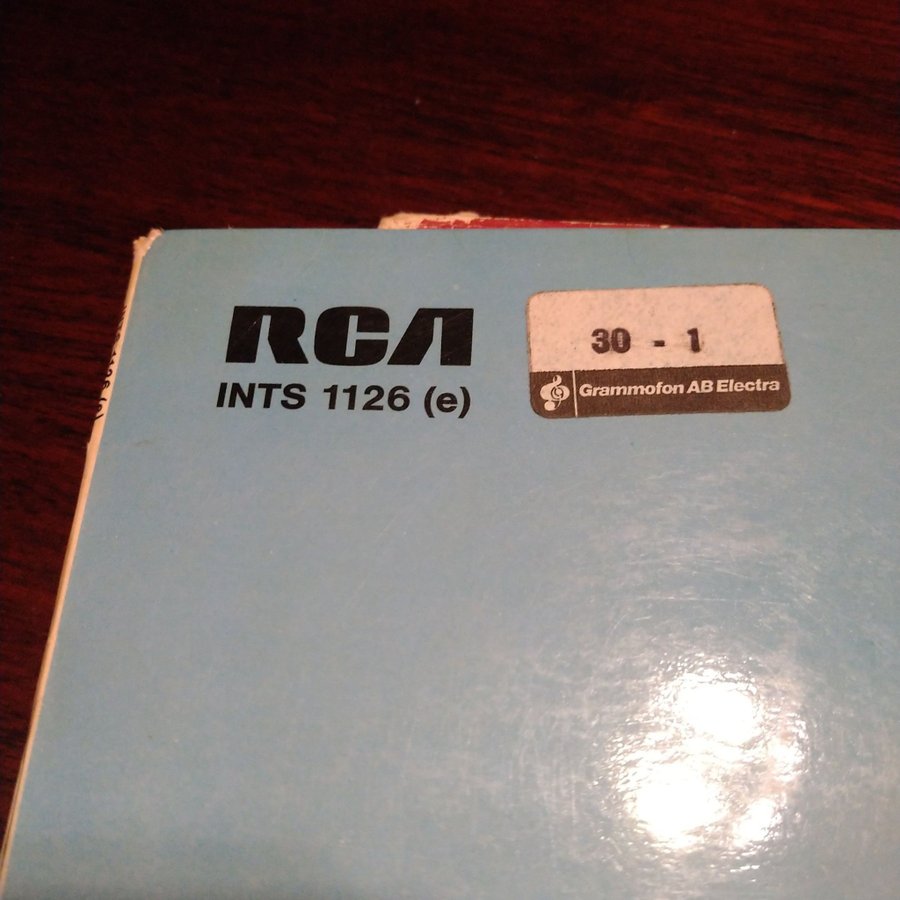 RCA
INTS 1126 (e)
30 - 1
Grammofon AB Electra